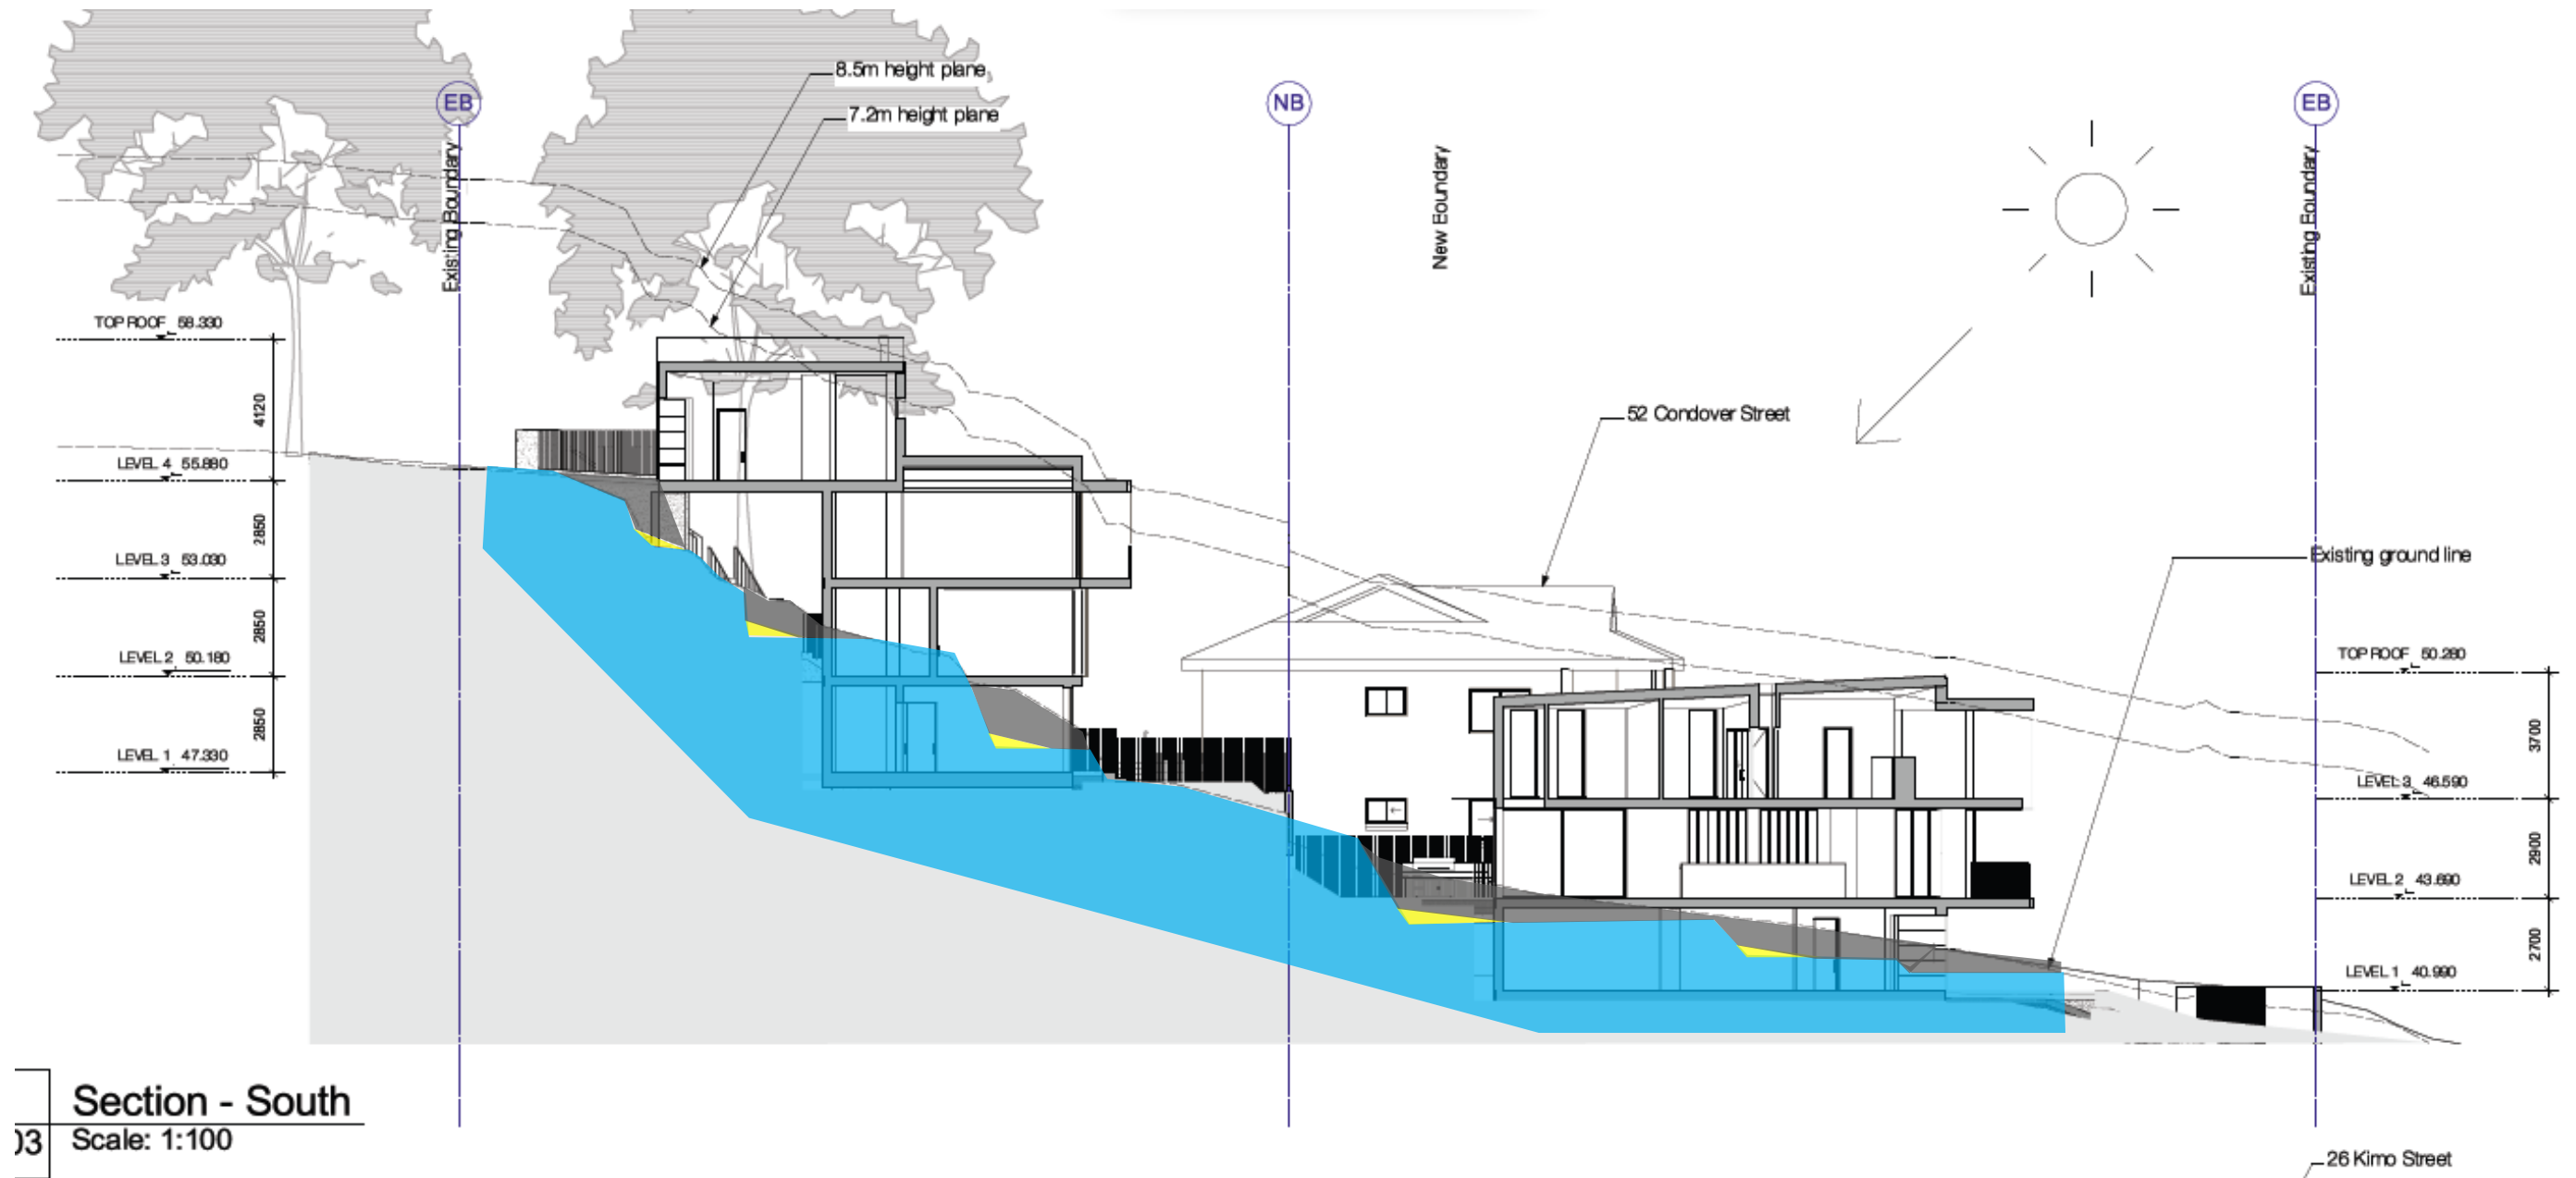 8.5m height plane
7.2m height plane
EB
NB
EB
Existing Boundary
New Eoundary
Existing Eoundary
TOP ROOF 58.330
4120
LEVEL 4 55.880
2850
LEVEL 3 53.030
2850
LEVEL 2 50.180
2850
LEVEL 1 47.330
52 Condover Street
Existing ground line
TOP ROOF 50.280
3700
LEVEL 3 46.590
2900
LEVEL 2 43.690
2700
LEVEL 1 40.990
03
Section - South
Scale: 1:100
26 Kimo Street